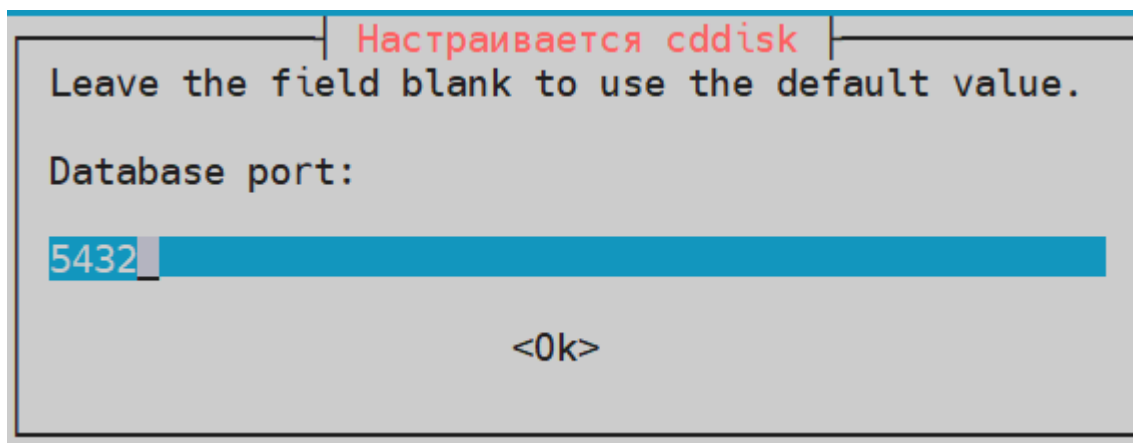 Настраивается cddisk
Leave the field blank to use the default value.
Database port:
5432
<Ok>